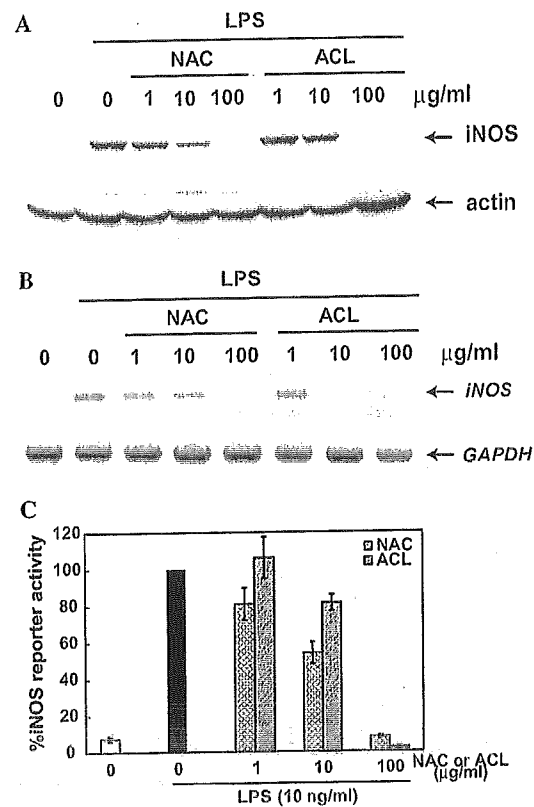 A
LPS
NAC ACL
0 0 1 10 100 1 10 100 μg/ml
← iNOS
← actin
B
LPS
NAC ACL
0 0 1 10 100 1 10 100 μg/ml
← iNOS
← GAPDH
C
%iNOS reporter activity
120
100
80
60
40
20
0
NAC
ACL
0 0 1 10 100 NAC or ACL
(μg/ml)
LPS (10 ng/ml)